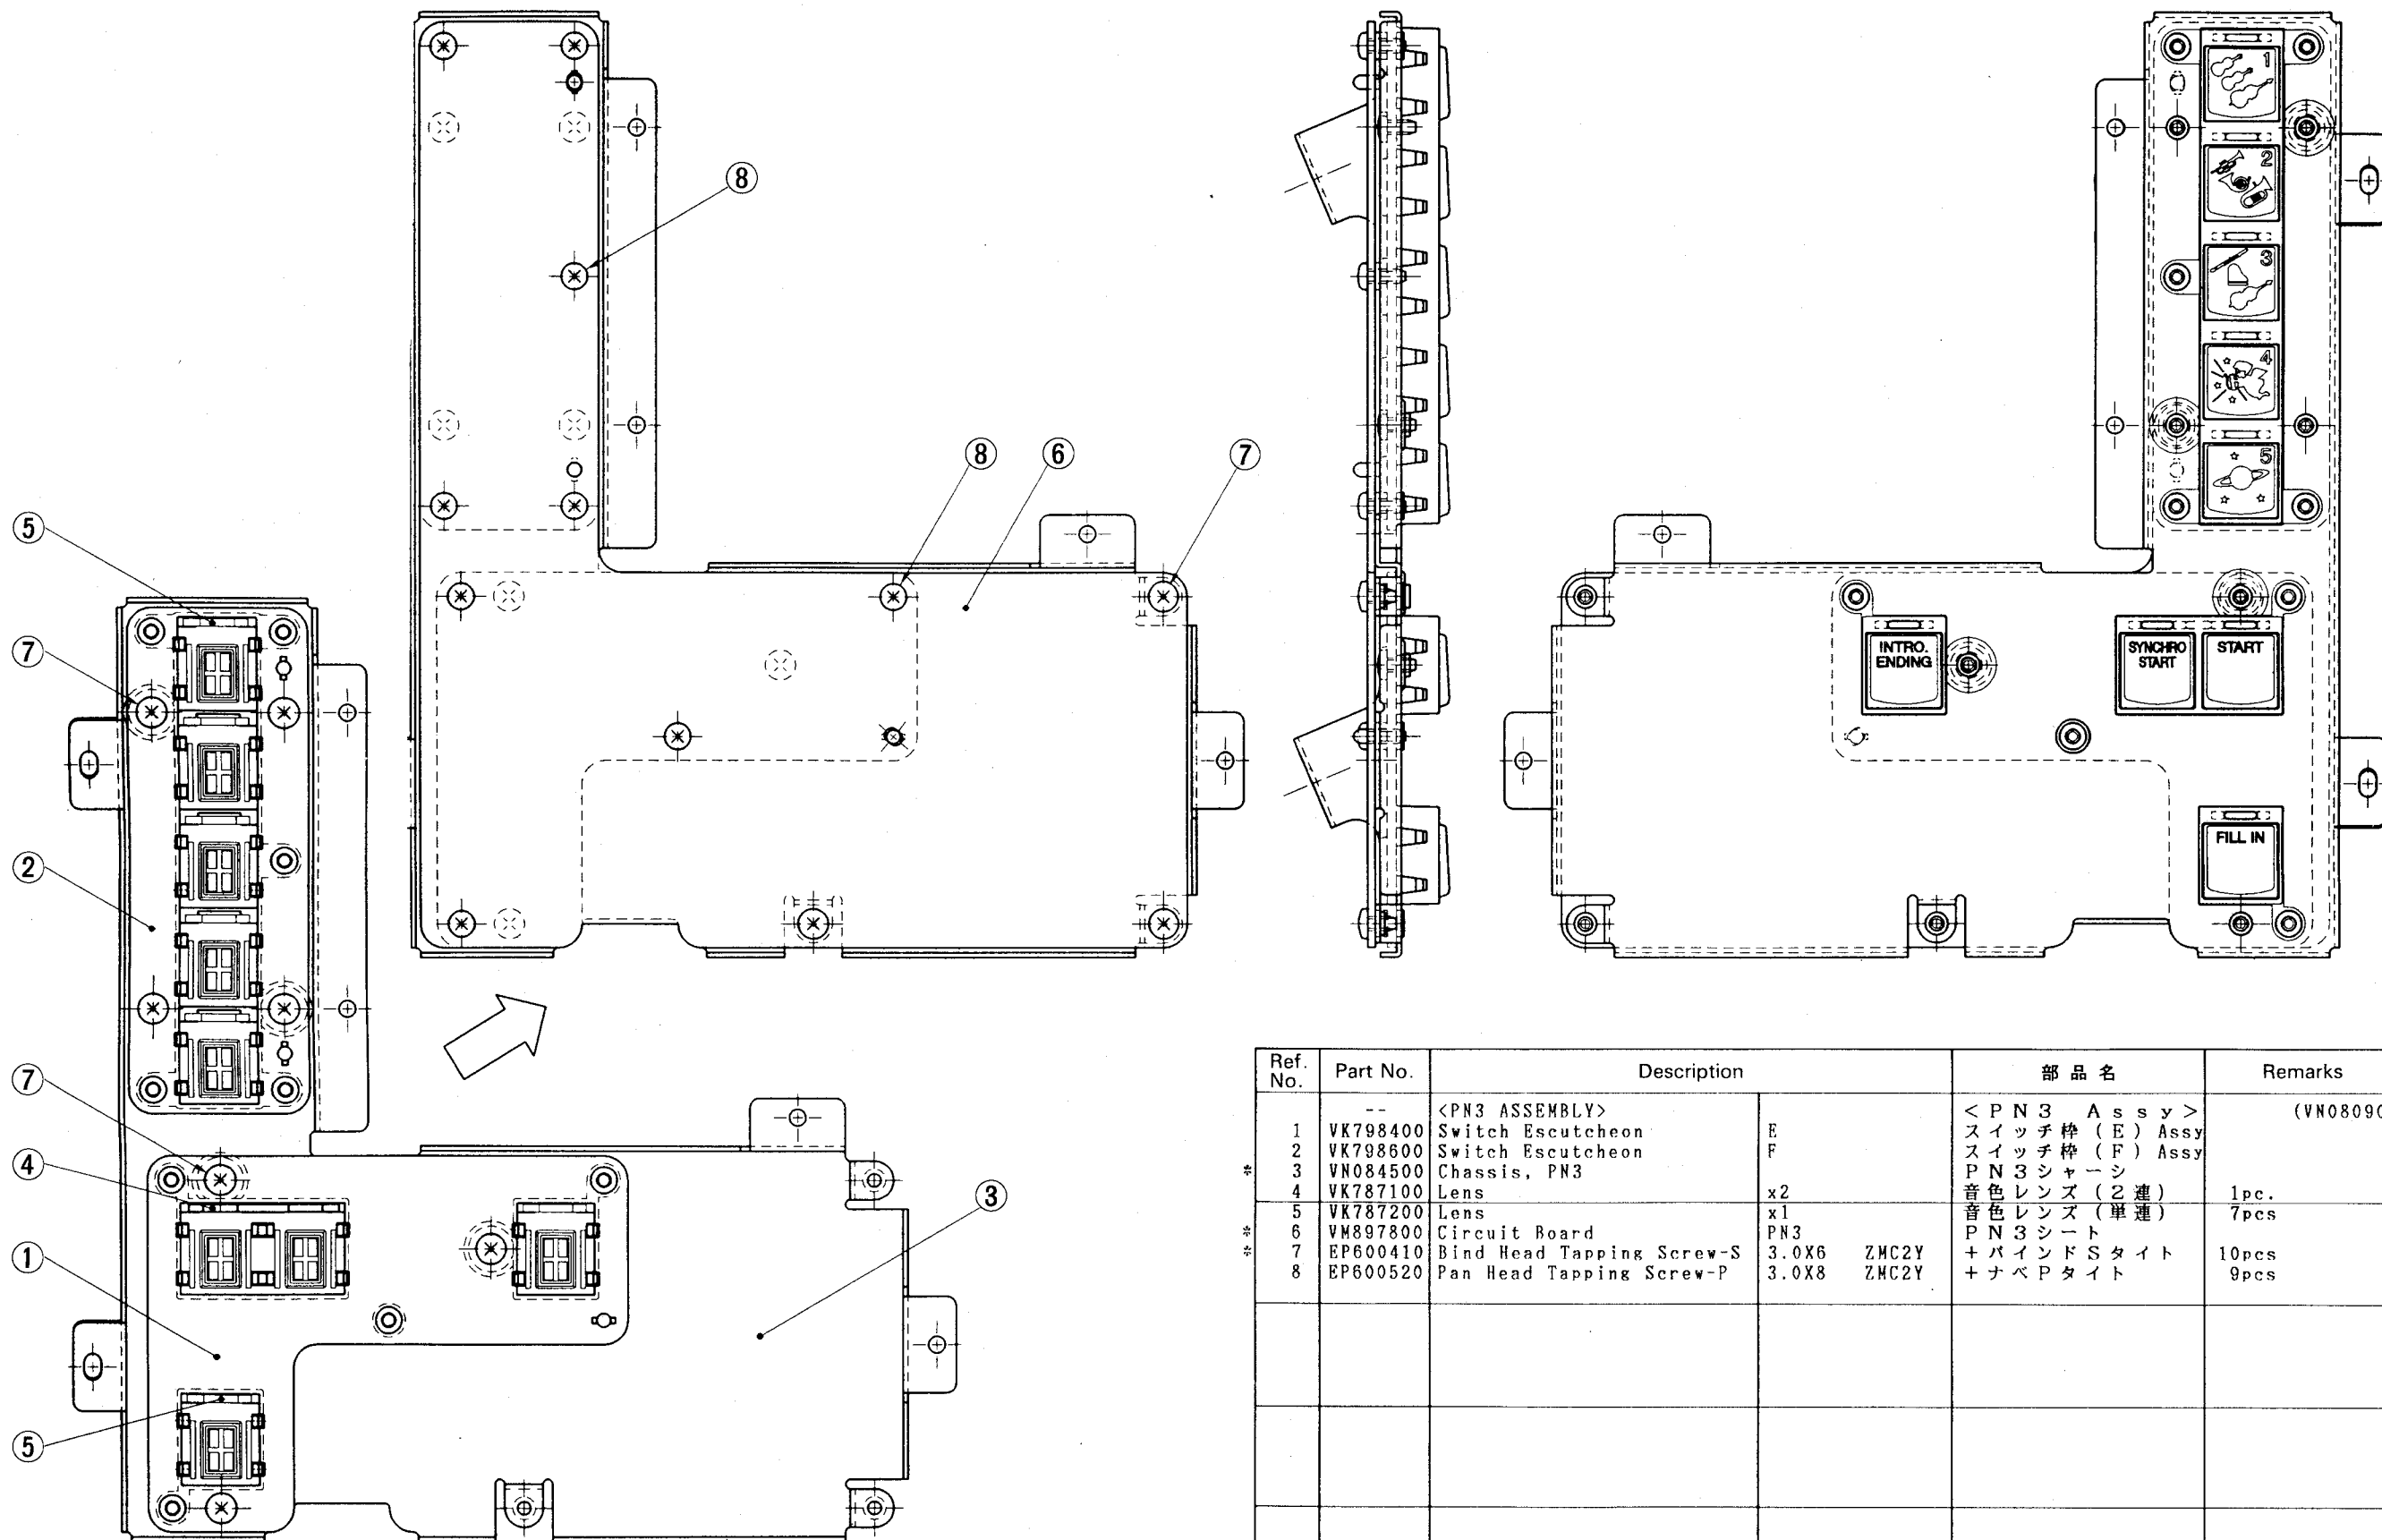 8
8
6
7
5
7
2
7
4
1
5
3
1
2
3
4
5
INTRO.
ENDING
SYNCHRO
START
START
FILL IN
Ref. No. Part No. Description 部品名 Remarks
-- <PN3 ASSEMBLY> <PN3 Assy> (VN08090
1 VK798400 Switch Escutcheon E スイッチ枠(E)Assy
2 VK798600 Switch Escutcheon F スイッチ枠(F)Assy
* 3 VN084500 Chassis, PN3 PN3シャーシ
4 VK787100 Lens x2 音色レンズ(2連) 1pc.
5 VK787200 Lens x1 音色レンズ(単連) 7pcs
* 6 VM897800 Circuit Board PN3 PN3シート
* 7 EP600410 Bind Head Tapping Screw-S 3.0X6 ZMC2Y +バインドSタイト 10pcs
8 EP600520 Pan Head Tapping Screw-P 3.0X8 ZMC2Y +ナベPタイト 9pcs